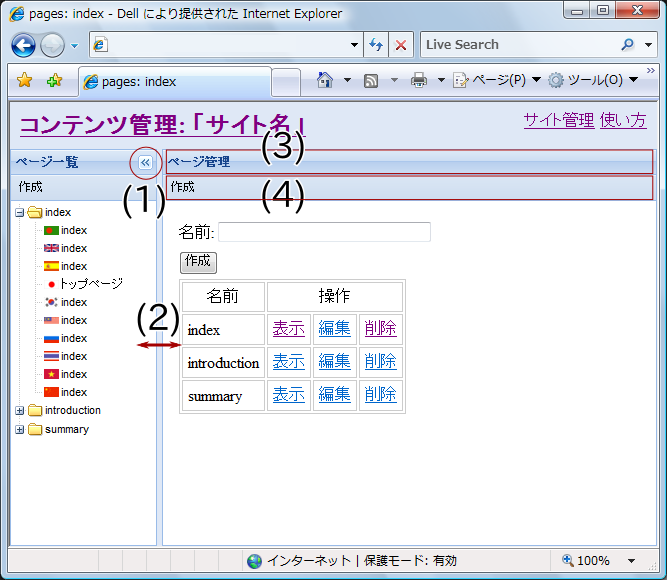 pages: index - Dell により提供された Internet Explorer
Live Search
pages: index
ページ(P)
ツール(O)
»
コンテンツ管理: 「サイト名」
サイト管理 使い方
ページ一覧
«
ページ管理
(3)
作成
(1)
作成
(4)
index
index
index
index
トップページ
index
index
index
index
index
index
introduction
summary
(2)
名前:
作成
名前 操作
index 表示 編集 削除
introduction 表示 編集 削除
summary 表示 編集 削除
インターネット | 保護モード: 有効
100%